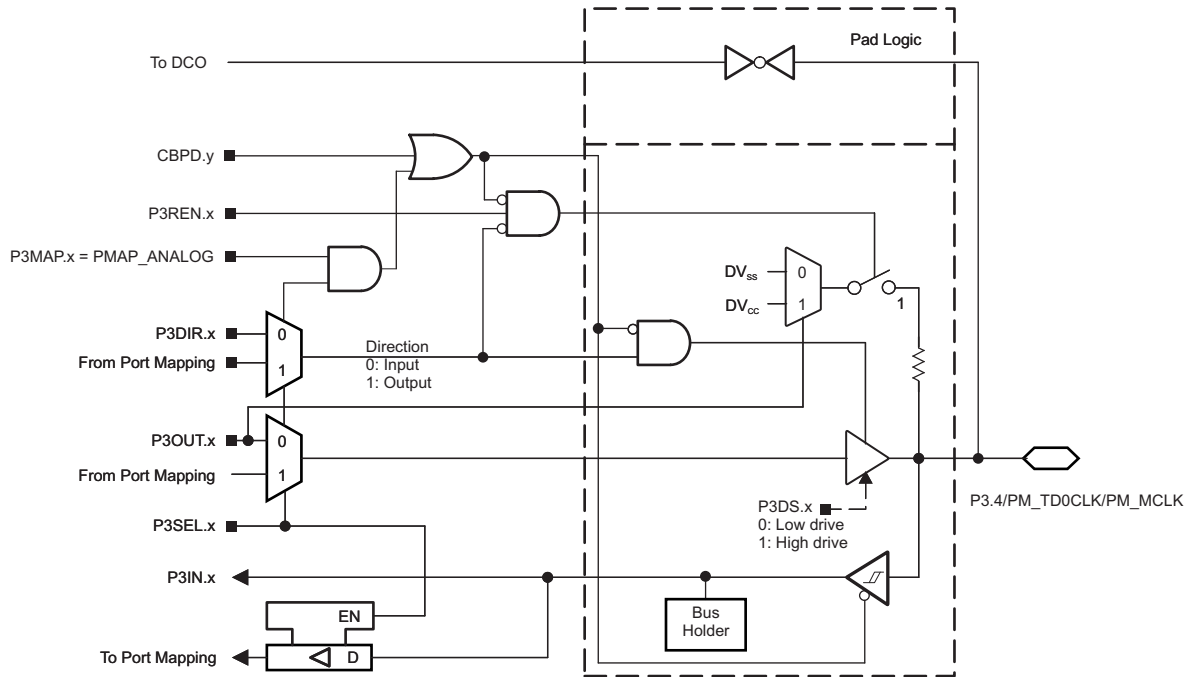 Pad Logic
To DCO
CBPD.y
P3REN.x
P3MAP.x = PMAP_ANALOG
DVss
0
DVcc
1
1
P3DIR.x
0
From Port Mapping
1
Direction
0: Input
1: Output
P3OUT.x
0
From Port Mapping
1
P3DS.x
0: Low drive
1: High drive
P3.4/PM_TD0CLK/PM_MCLK
P3SEL.x
P3IN.x
EN
Bus
Holder
To Port Mapping
D